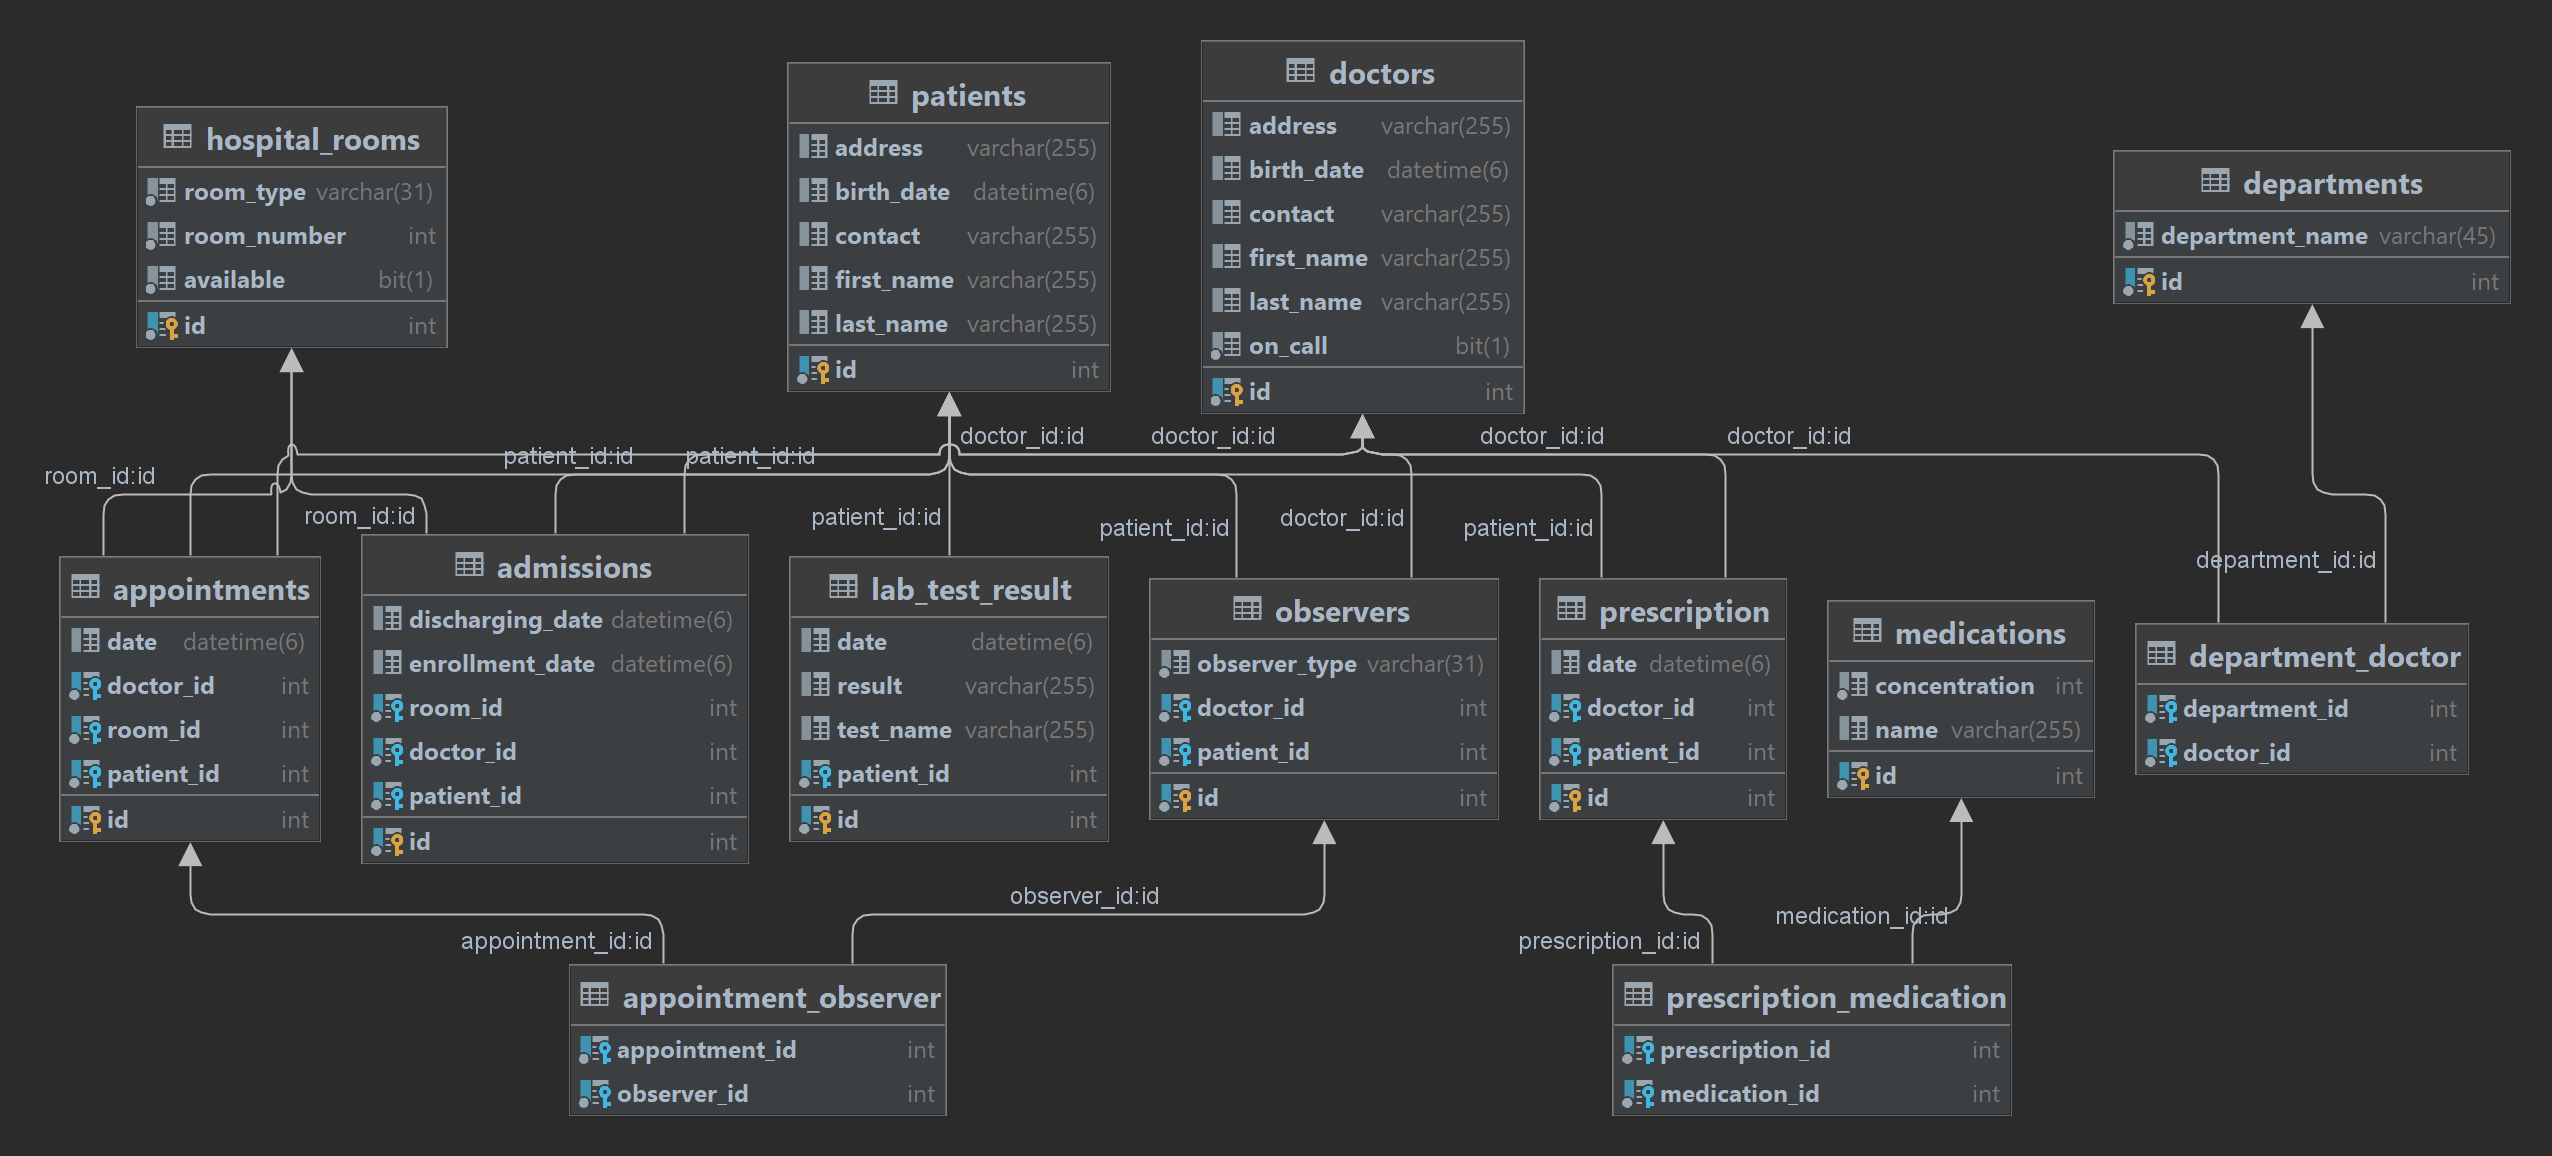 hospital_rooms
room_type varchar(31)
room_number int
available bit(1)
id int
patients
address varchar(255)
birth_date datetime(6)
contact varchar(255)
first_name varchar(255)
last_name varchar(255)
id int
doctors
address varchar(255)
birth_date datetime(6)
contact varchar(255)
first_name varchar(255)
last_name varchar(255)
on_call bit(1)
id int
departments
department_name varchar(45)
id int
doctor_id:id
doctor_id:id
doctor_id:id
doctor_id:id
patient_id:id
patient_id:id
room_id:id
room_id:id
patient_id:id
patient_id:id
doctor_id:id
patient_id:id
department_id:id
appointments
date datetime(6)
doctor_id int
room_id int
patient_id int
id int
admissions
discharging_date datetime(6)
enrollment_date datetime(6)
room_id int
doctor_id int
patient_id int
id int
lab_test_result
date datetime(6)
result varchar(255)
test_name varchar(255)
patient_id int
id int
observers
observer_type varchar(31)
doctor_id int
patient_id int
id int
prescription
date datetime(6)
doctor_id int
patient_id int
id int
medications
concentration int
name varchar(255)
id int
department_doctor
department_id int
doctor_id int
observer_id:id
appointment_id:id
medication_id:id
prescription_id:id
appointment_observer
appointment_id int
observer_id int
prescription_medication
prescription_id int
medication_id int